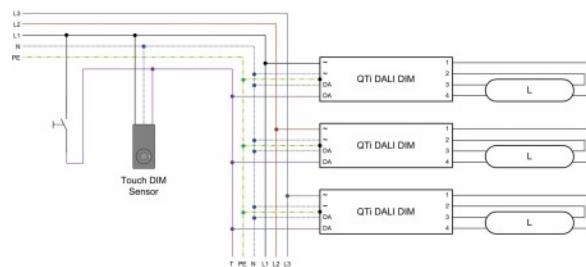 L3
L2
L1
N
PE
~
~
DA
DA
QTi DALI DIM
1
2
3
4
L
~
~
DA
DA
QTi DALI DIM
1
2
3
4
L
Touch DIM
Sensor
~
~
DA
DA
QTi DALI DIM
1
2
3
4
L
T PE N L1 L2 L3